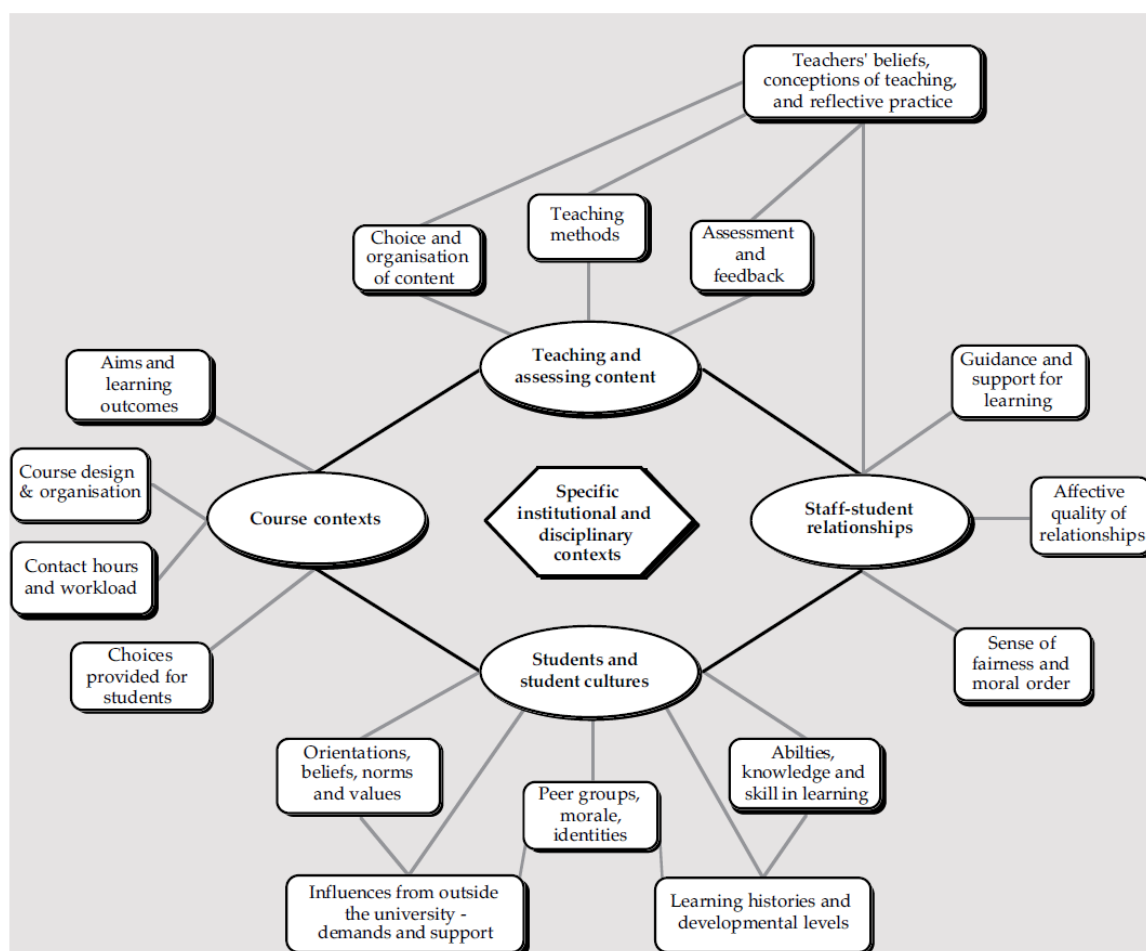 Teachers' beliefs,
conceptions of teaching,
and reflective practice
Choice and
organisation
of content
Teaching
methods
Assessment
and
feedback
Teaching and
assessing content
Aims and
learning
outcomes
Guidance and
support for
learning
Course design
& organisation
Course contexts
Specific
institutional and
disciplinary
contexts
Staff-student
relationships
Affective
quality of
relationships
Contact hours
and workload
Choices
provided for
students
Students and
student cultures
Sense of
fairness and
moral order
Orientations,
beliefs, norms
and values
Peer groups,
morale,
identities
Abilties,
knowledge and
skill in learning
Influences from outside
the university -
demands and support
Learning histories and
developmental levels